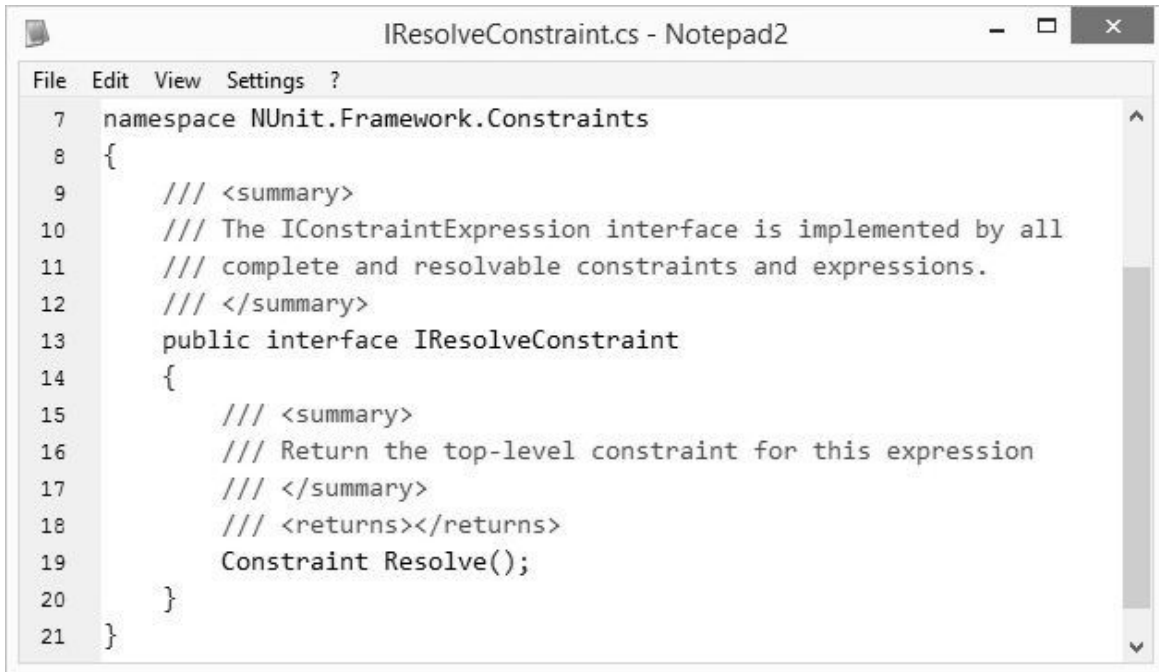 IResolveConstraint.cs - Notepad2
File Edit View Settings ?
7 namespace NUnit.Framework.Constraints
8 {
9 /// <summary>
10 /// The IConstraintExpression interface is implemented by all
11 /// complete and resolvable constraints and expressions.
12 /// </summary>
13 public interface IResolveConstraint
14 {
15 /// <summary>
16 /// Return the top-level constraint for this expression
17 /// </summary>
18 /// <returns></returns>
19 Constraint Resolve();
20 }
21 }